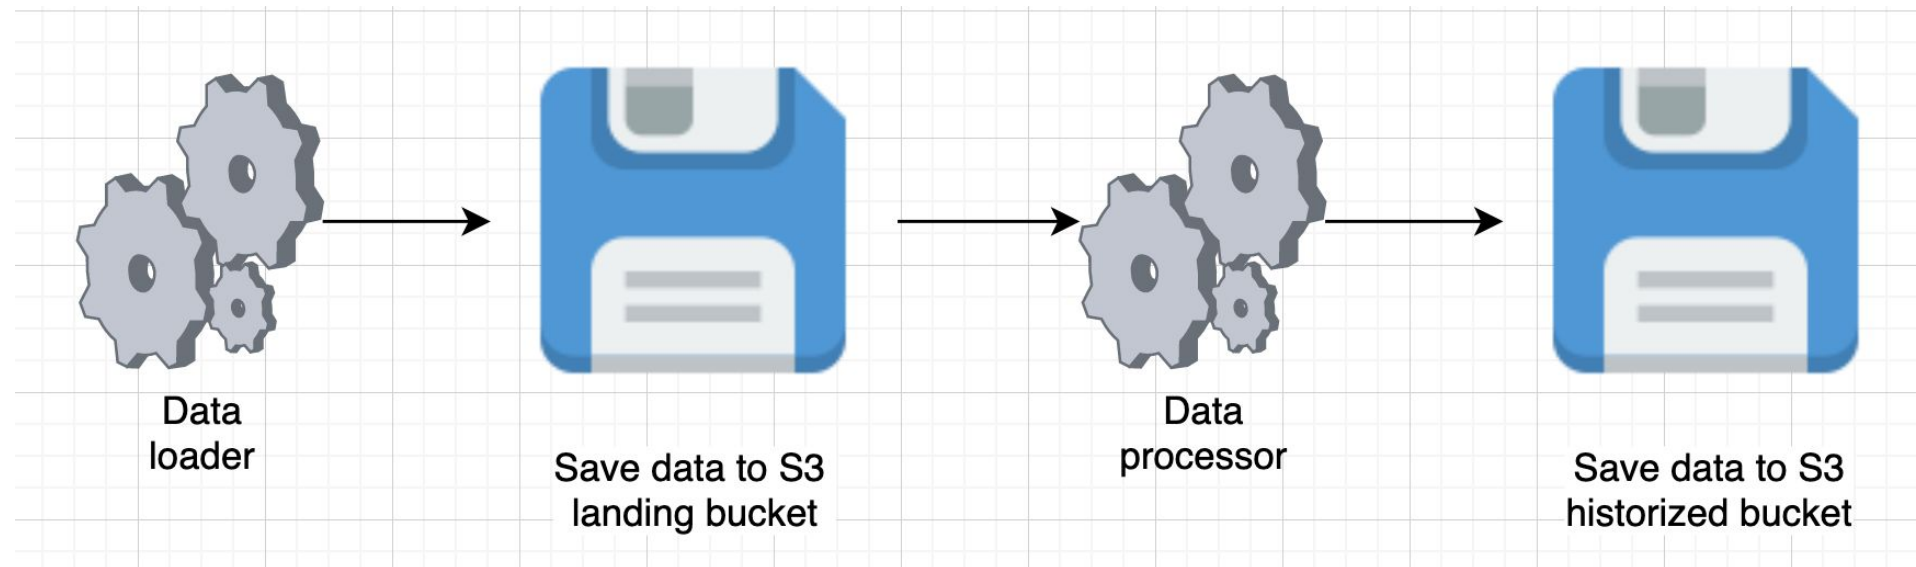 Data
loader
Save data to S3
landing bucket
Data
processor
Save data to S3
historized bucket